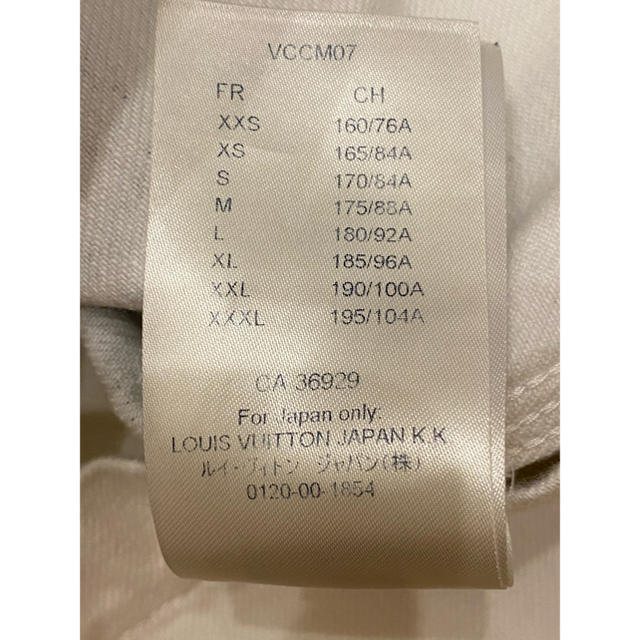 VCCM07
FR CH
XXS 160/76A
XS 165/84A
S 170/84A
M 175/88A
L 180/92A
XL 185/96A
XXL 190/100A
XXXL 195/104A
CA 36929
For Japan only:
LOUIS VUITTON JAPAN K.K.
ルイ・ヴィトン ジャパン(株)
0120-00-1854